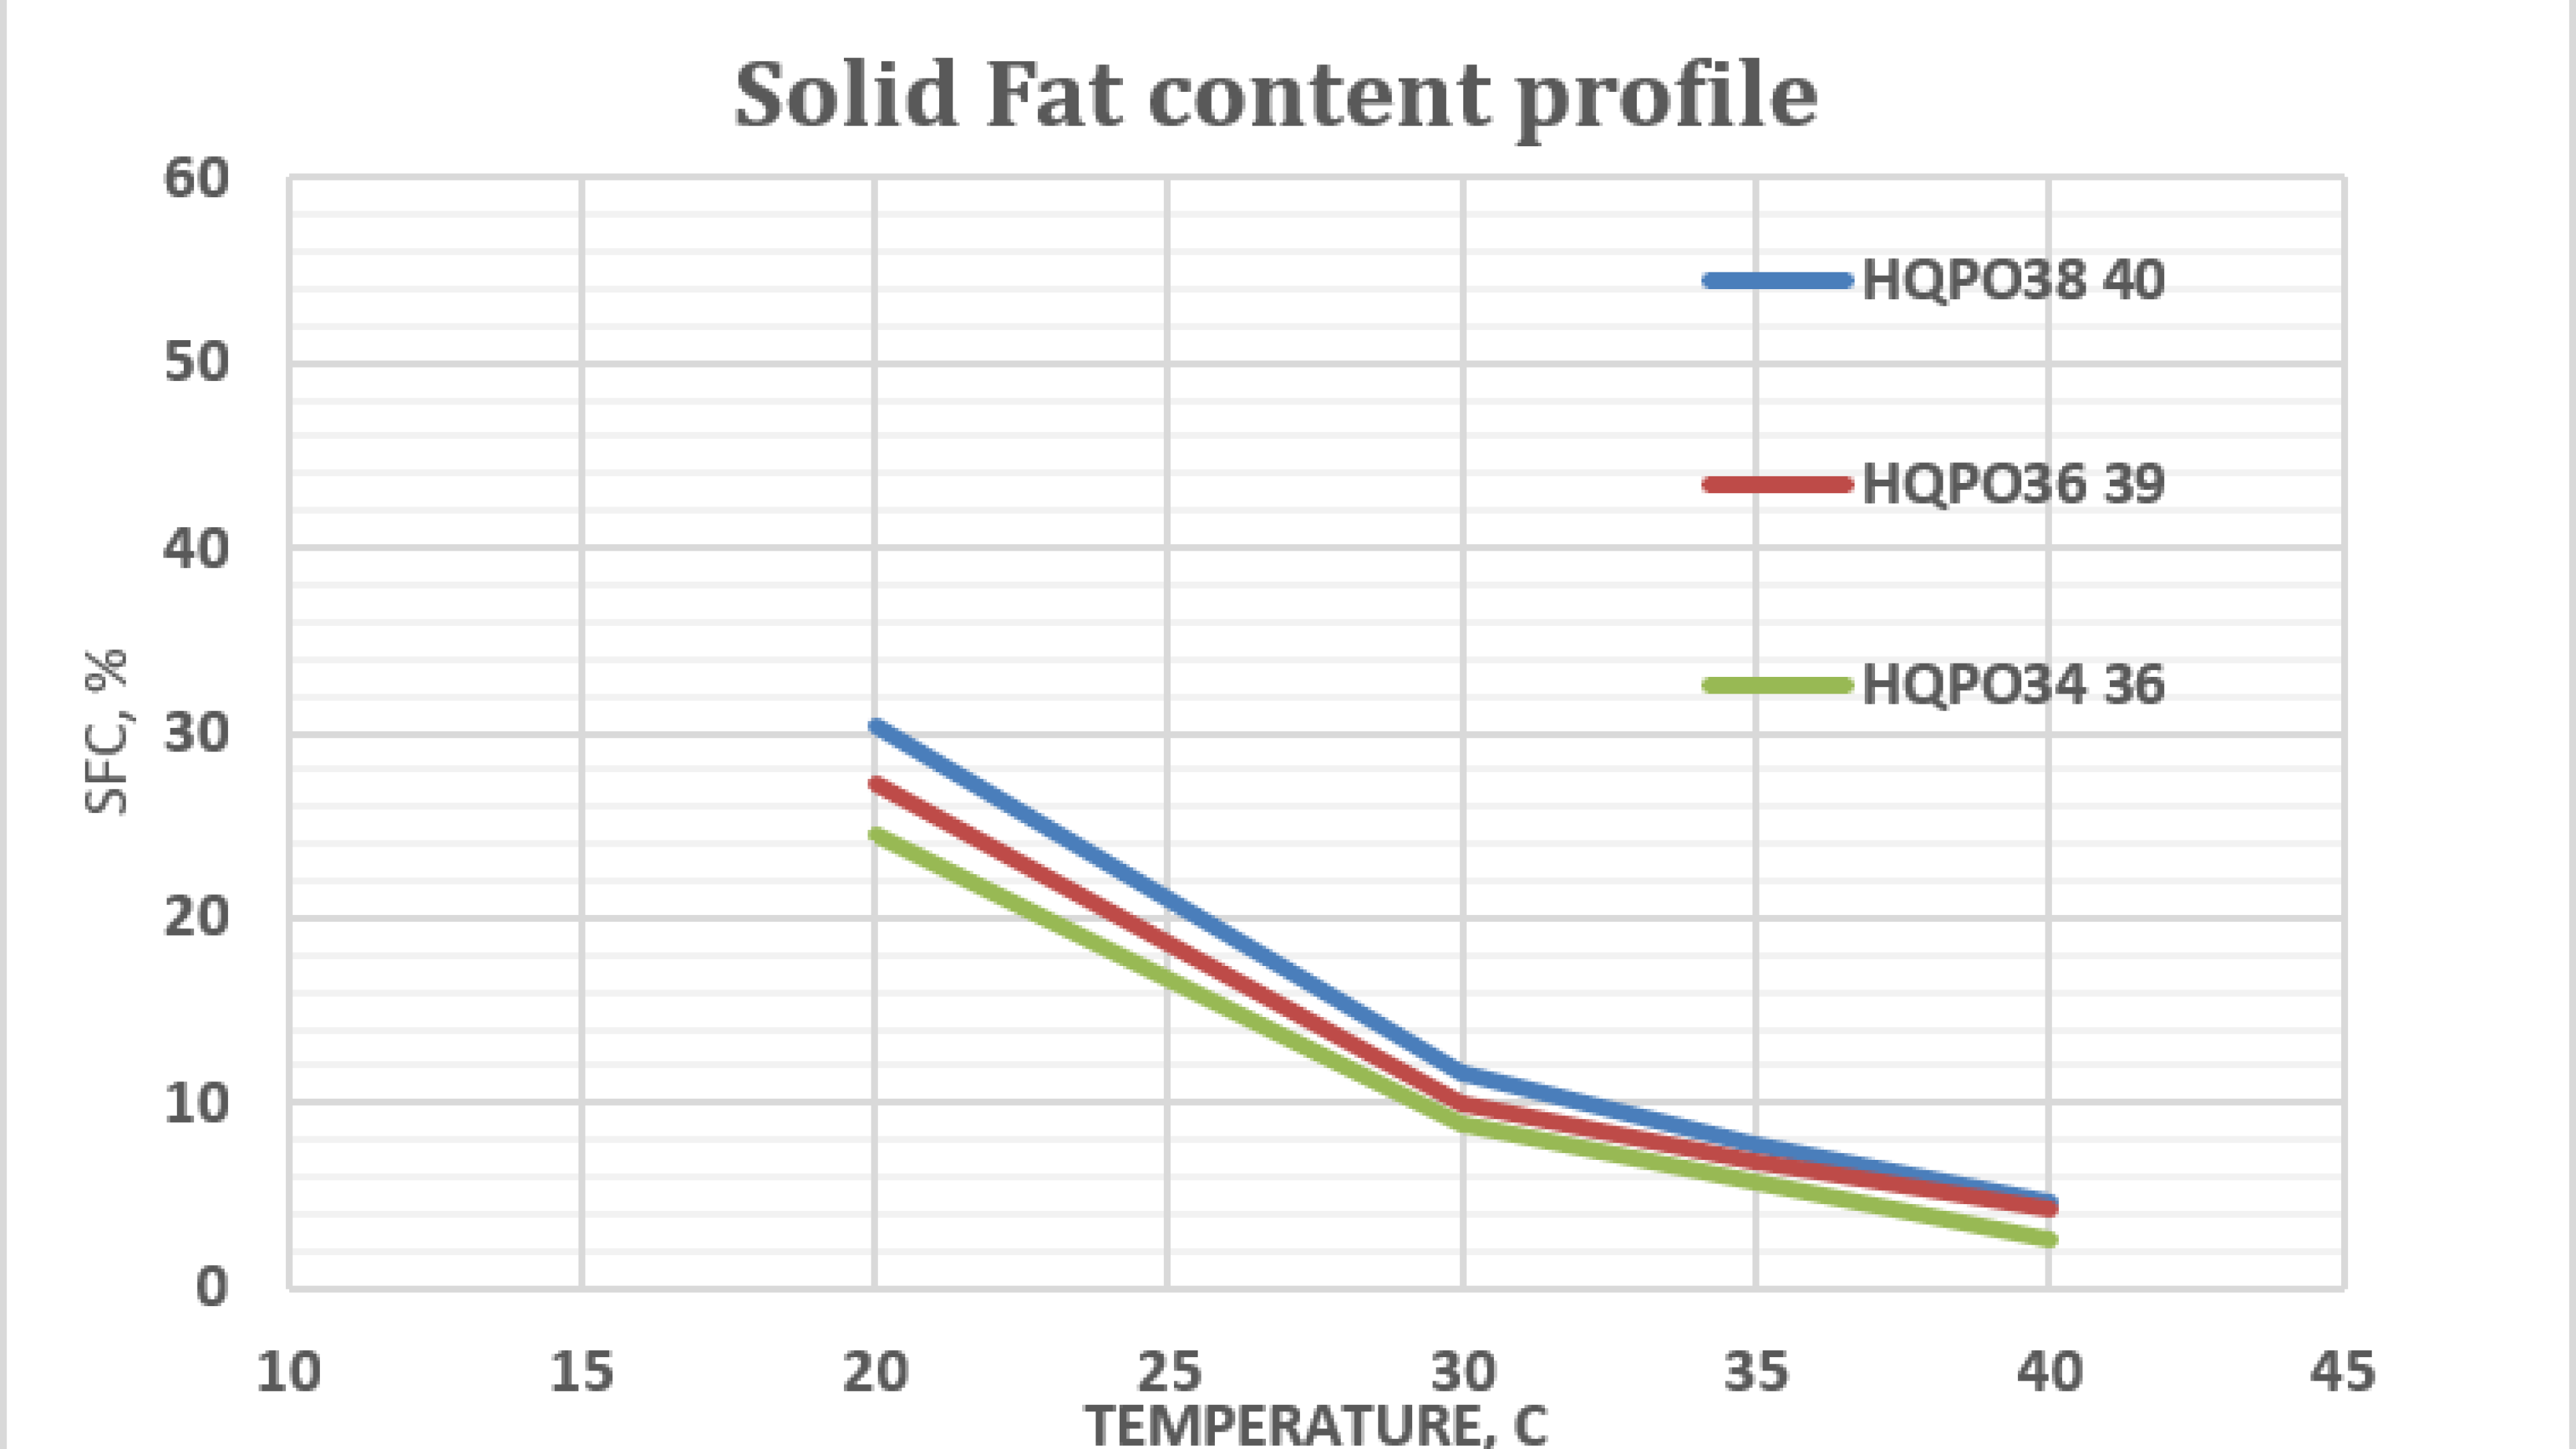 Solid Fat content profile
60
50
40
30
20
10
0
SFC, %
HQPO38 40
HQPO36 39
HQPO34 36
10 15 20 25 30 35 40 45
TEMPERATURE, C